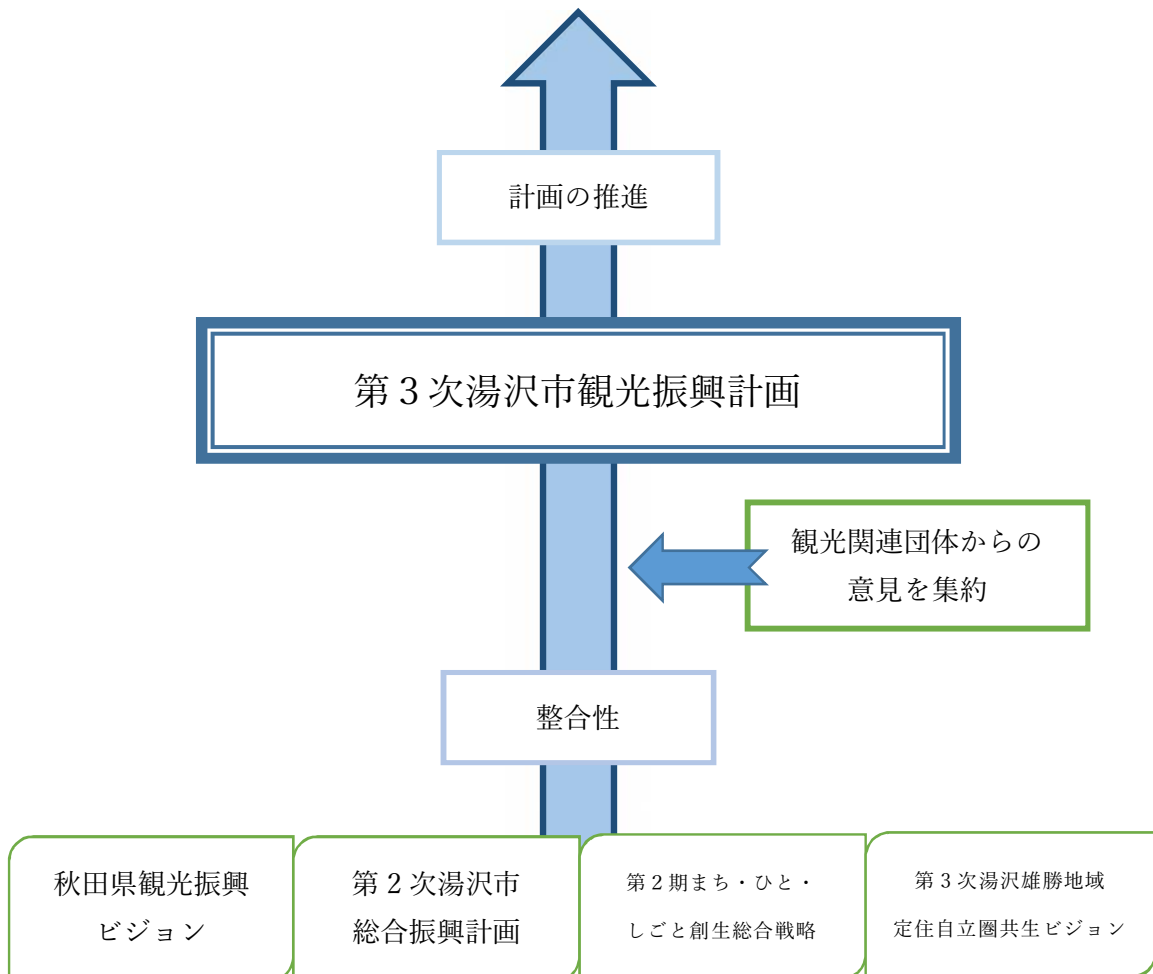 計画の推進
第３次湯沢市観光振興計画
観光関連団体からの
意見を集約
整合性
秋田県観光振興
ビジョン
第２次湯沢市
総合振興計画
第２期まち・ひと・
しごと創生総合戦略
第３次湯沢雄勝地域
定住自立圏共生ビジョン